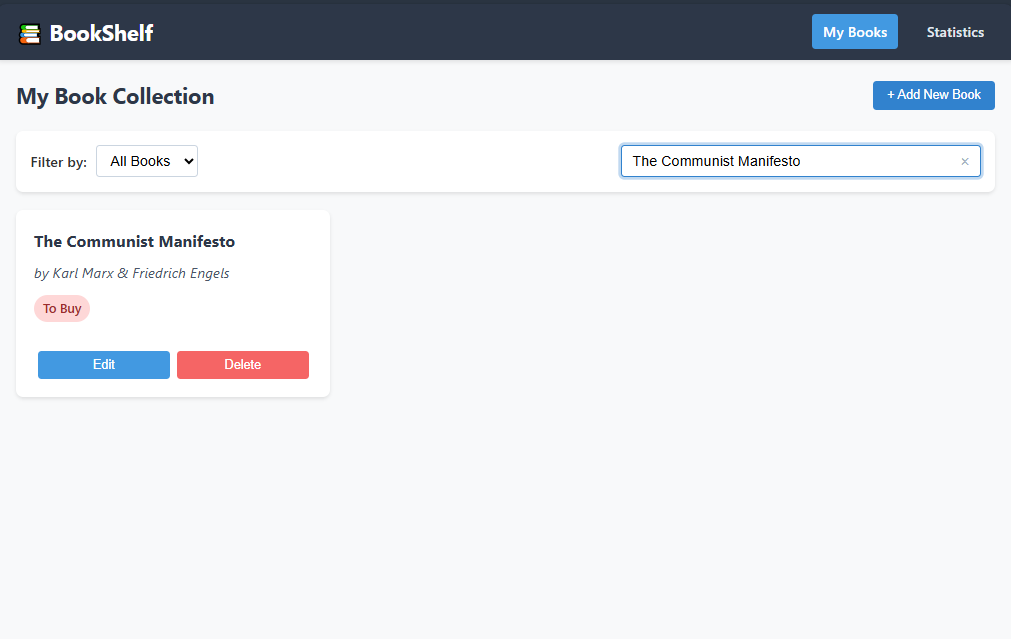 BookShelf
My Books
Statistics
My Book Collection
+ Add New Book
Filter by:
All Books
The Communist Manifesto
×
The Communist Manifesto
by Karl Marx & Friedrich Engels
To Buy
Edit
Delete